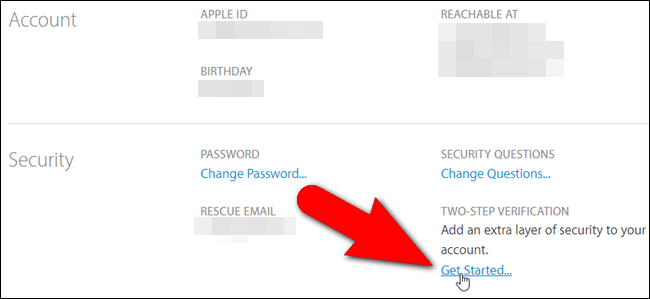 Account
APPLE ID
REACHABLE AT
BIRTHDAY
Security
PASSWORD
Change Password...
SECURITY QUESTIONS
Change Questions...
RESCUE EMAIL
TWO-STEP VERIFICATION
Add an extra layer of security to your
account.
Get Started...